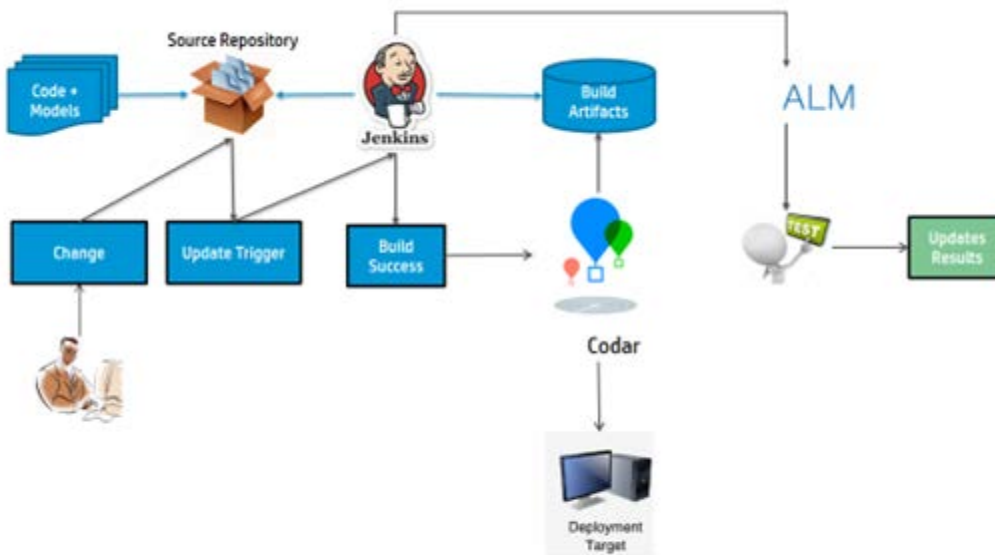 Source Repository
Code +
Models
Jenkins
Build
Artifacts
ALM
Change
Update Trigger
Build
Success
TEST
Updates
Results
Codar
Deployment
Target